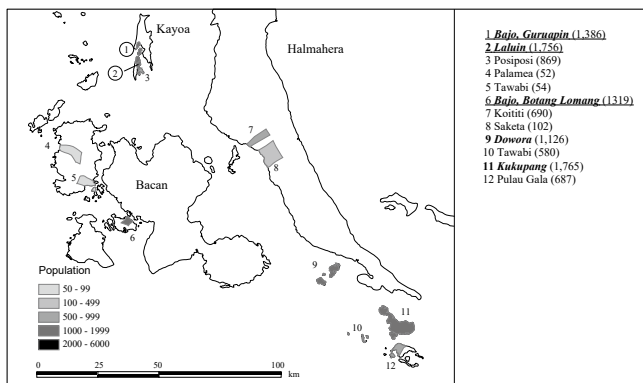 Kayoa
Halmahera
1
2
3
4
5
Bacan
6
7
8
9
10
11
12
Population
50 - 99
100 - 499
500 - 999
1000 - 1999
2000 - 6000
0 25 50 100
km
1 Bajo, Guruapin (1,386)
2 Laluin (1,756)
3 Posiposi (869)
4 Palamea (52)
5 Tawabi (54)
6 Bajo, Botang Lomang (1319)
7 Koititi (690)
8 Saketa (102)
9 Dowora (1,126)
10 Tawabi (580)
11 Kukupang (1,765)
12 Pulau Gala (687)